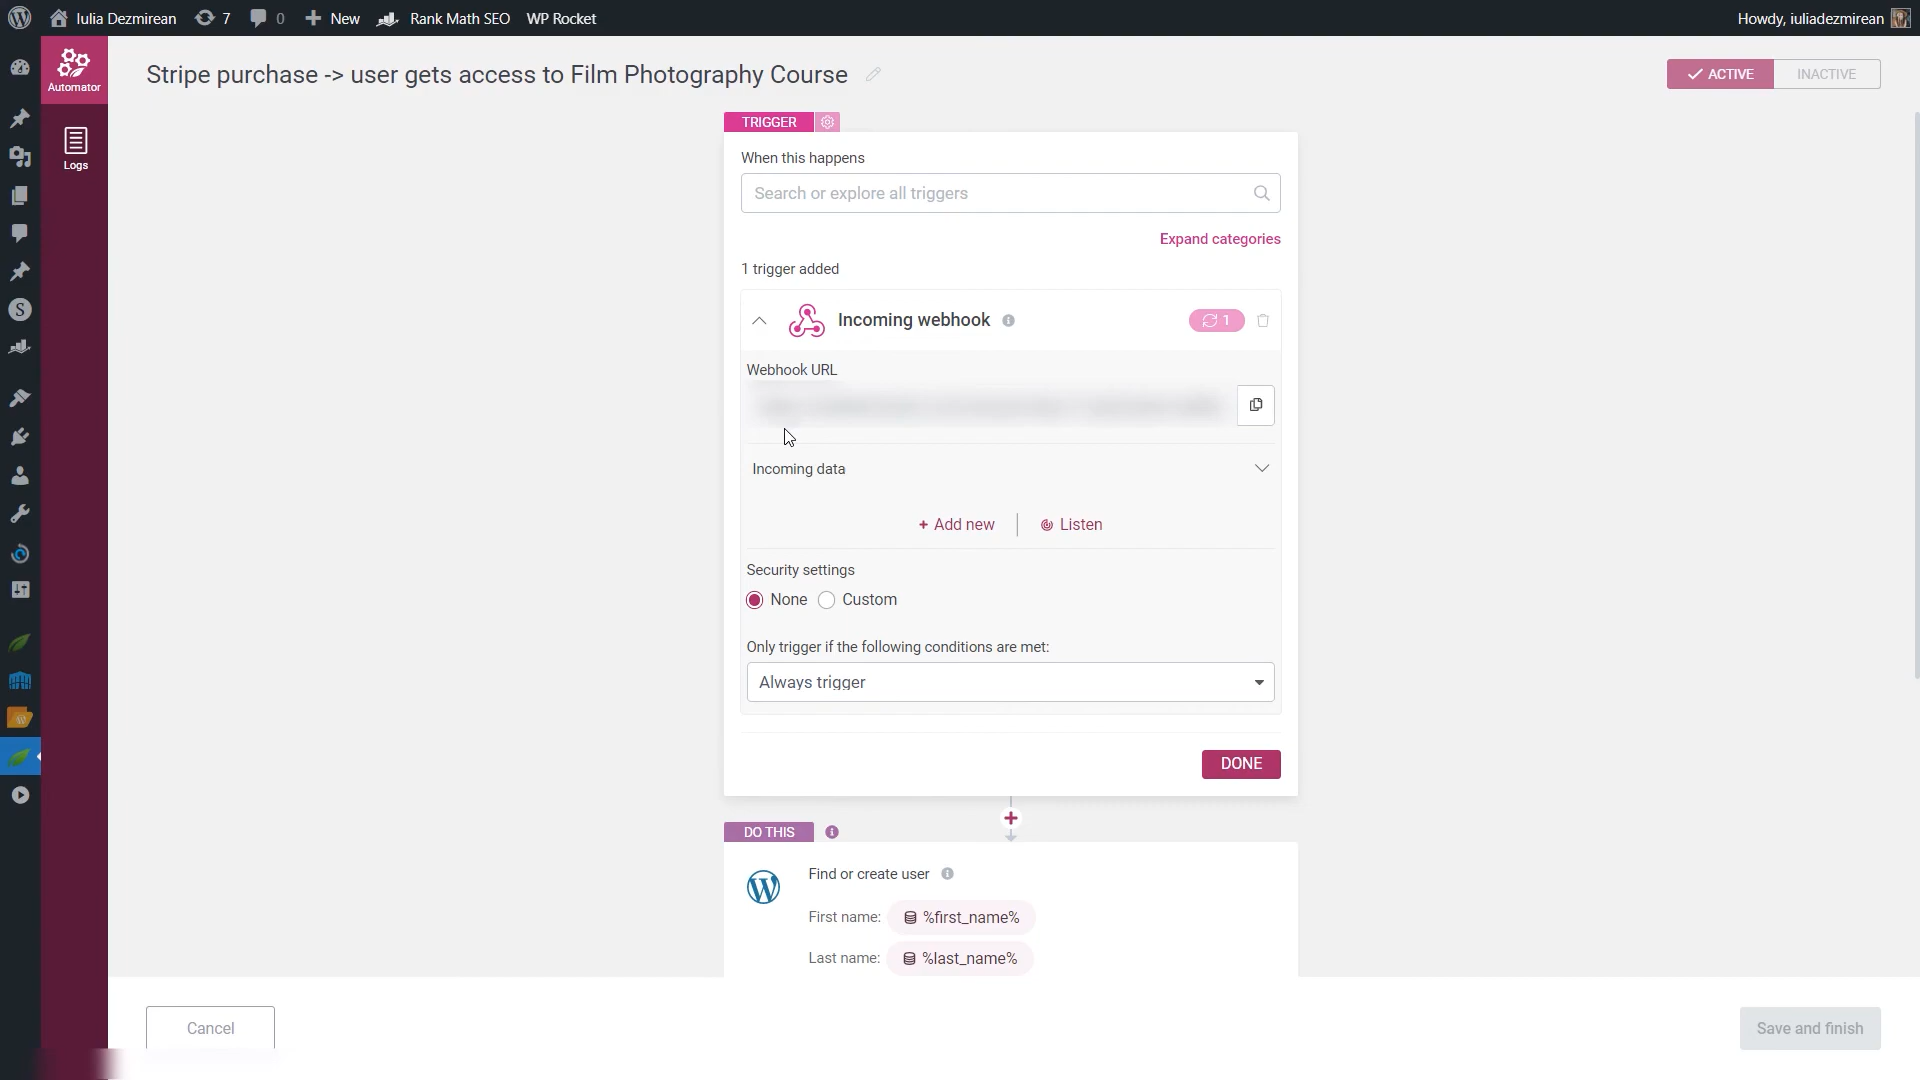 Iulia Dezmirean 7 0 New Rank Math SEO WP Rocket Howdy, iuliadezmirean
Automator
Logs
Stripe purchase -> user gets access to Film Photography Course
ACTIVE INACTIVE
TRIGGER
When this happens
Search or explore all triggers
Expand categories
1 trigger added
Incoming webhook 1
Webhook URL
Incoming data
+ Add new Listen
Security settings
None Custom
Only trigger if the following conditions are met:
Always trigger
DONE
DO THIS
Find or create user
First name: %first_name%
Last name: %last_name%
Cancel Save and finish